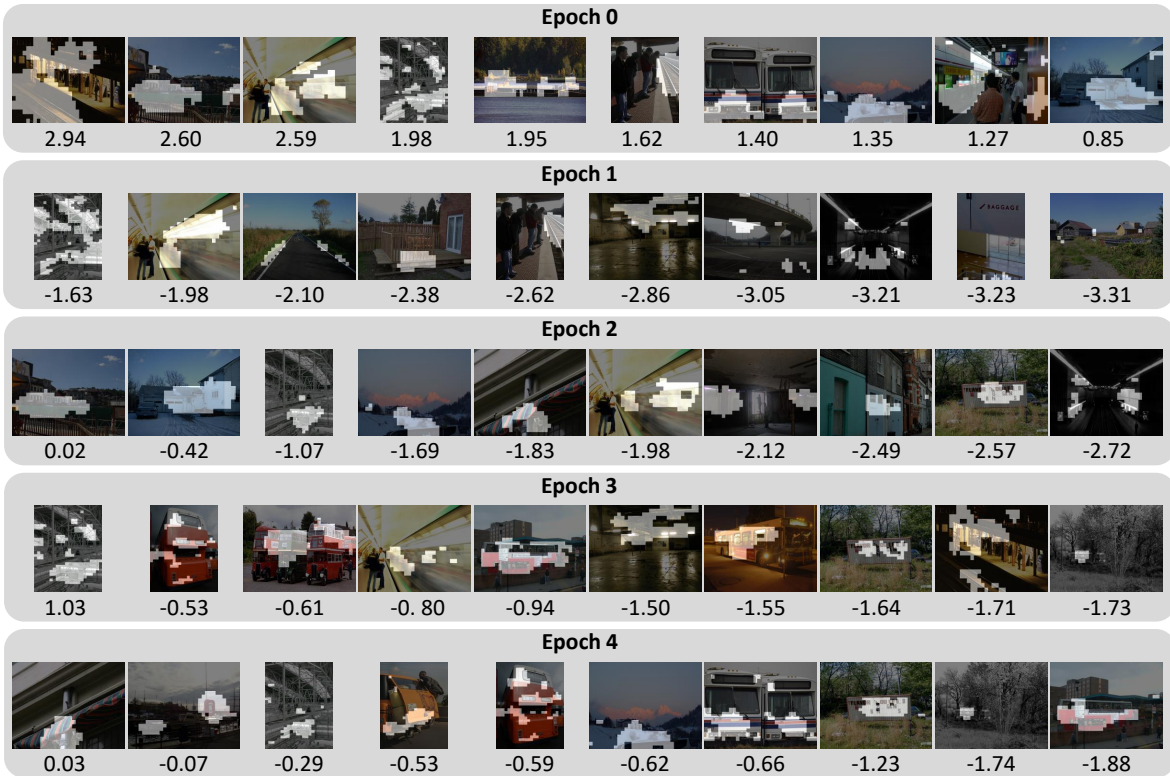 Epoch 0
2.94 2.60 2.59 1.98 1.95 1.62 1.40 1.35 1.27 0.85
Epoch 1
BAGGAGE
-1.63 -1.98 -2.10 -2.38 -2.62 -2.86 -3.05 -3.21 -3.23 -3.31
Epoch 2
0.02 -0.42 -1.07 -1.69 -1.83 -1.98 -2.12 -2.49 -2.57 -2.72
Epoch 3
1.03 -0.53 -0.61 -0. 80 -0.94 -1.50 -1.55 -1.64 -1.71 -1.73
Epoch 4
0.03 -0.07 -0.29 -0.53 -0.59 -0.62 -0.66 -1.23 -1.74 -1.88